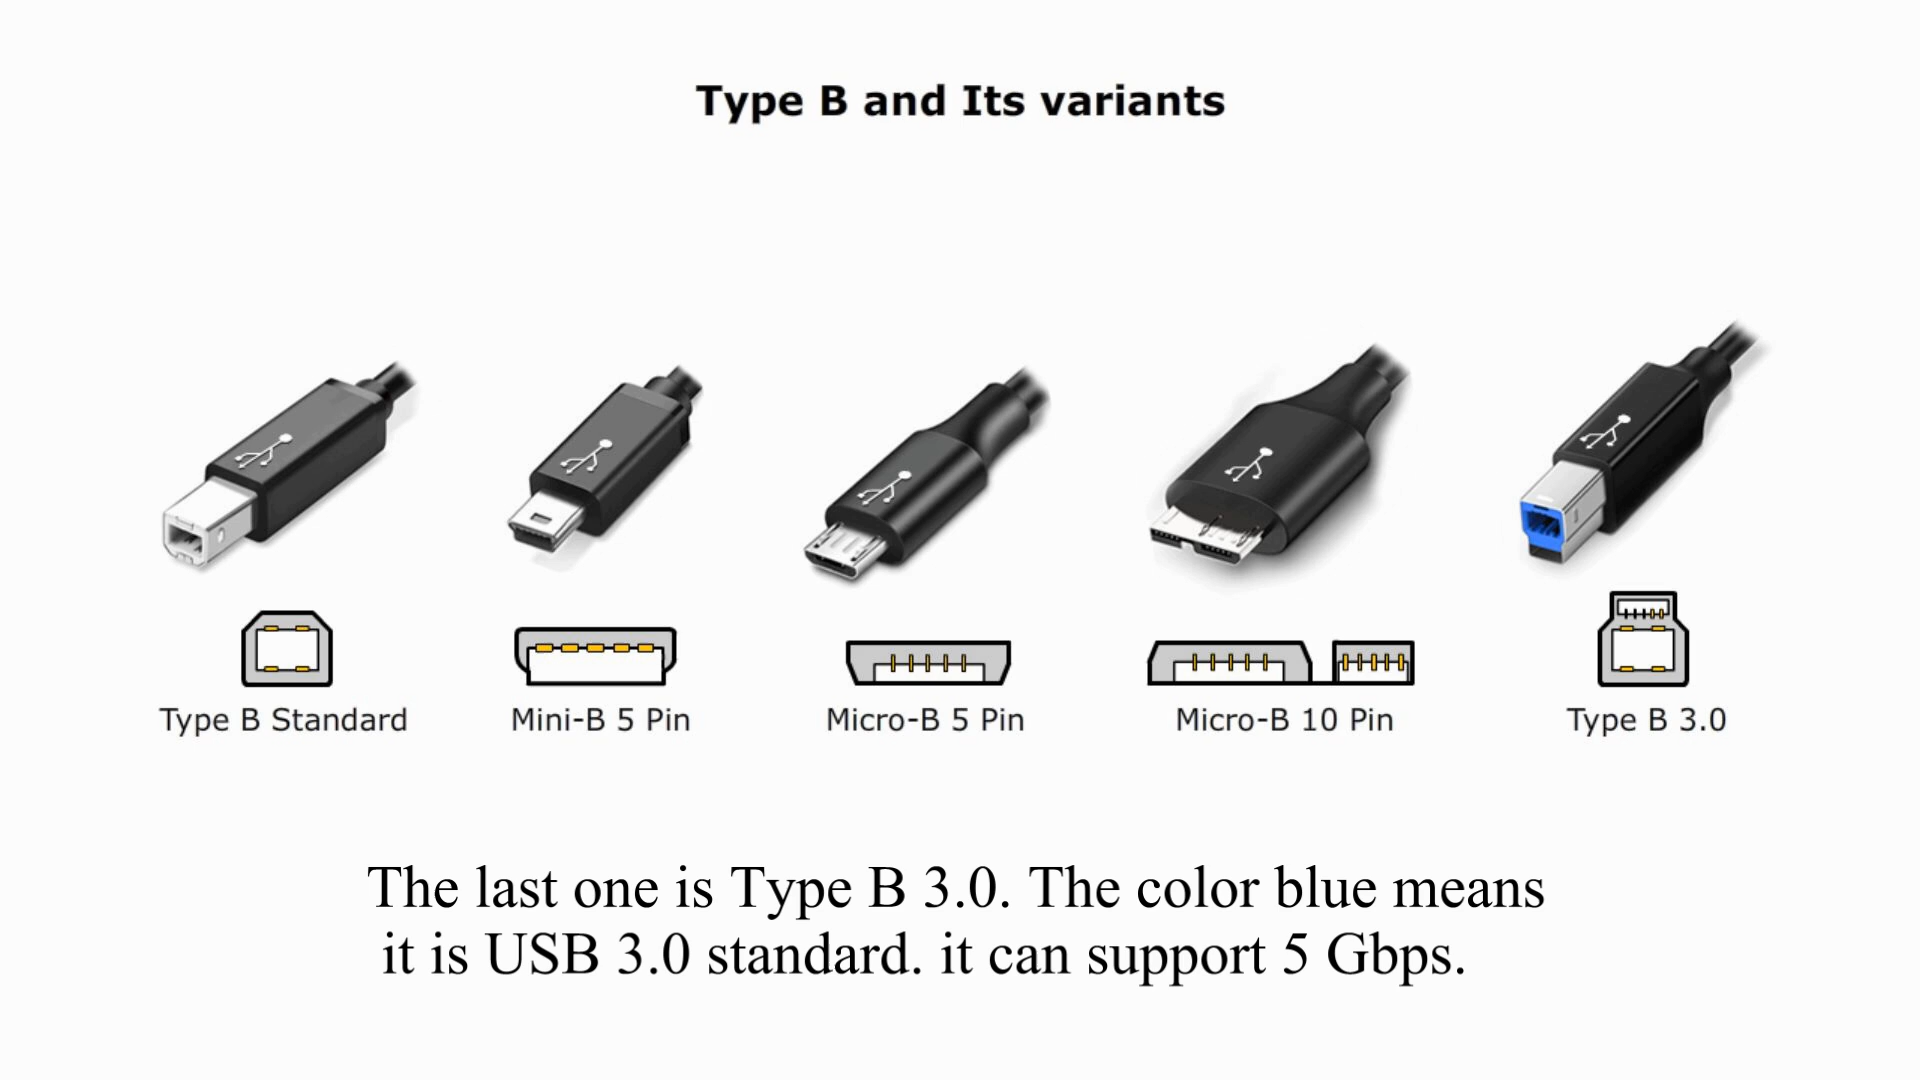 Type B and Its variants
Type B Standard
Mini-B 5 Pin
Micro-B 5 Pin
Micro-B 10 Pin
Type B 3.0
The last one is Type B 3.0. The color blue means
it is USB 3.0 standard. it can support 5 Gbps.